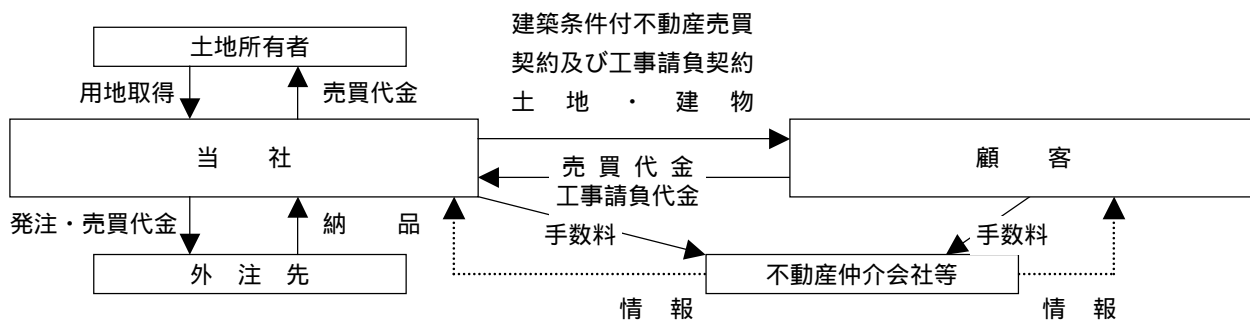 建築条件付不動産売買
契約及び工事請負契約
土地・建物
土地所有者
用地取得
売買代金
当社
顧客
売買代金
工事請負代金
発注・売買代金
納品
手数料
手数料
外注先
不動産仲介会社等
情報
情報